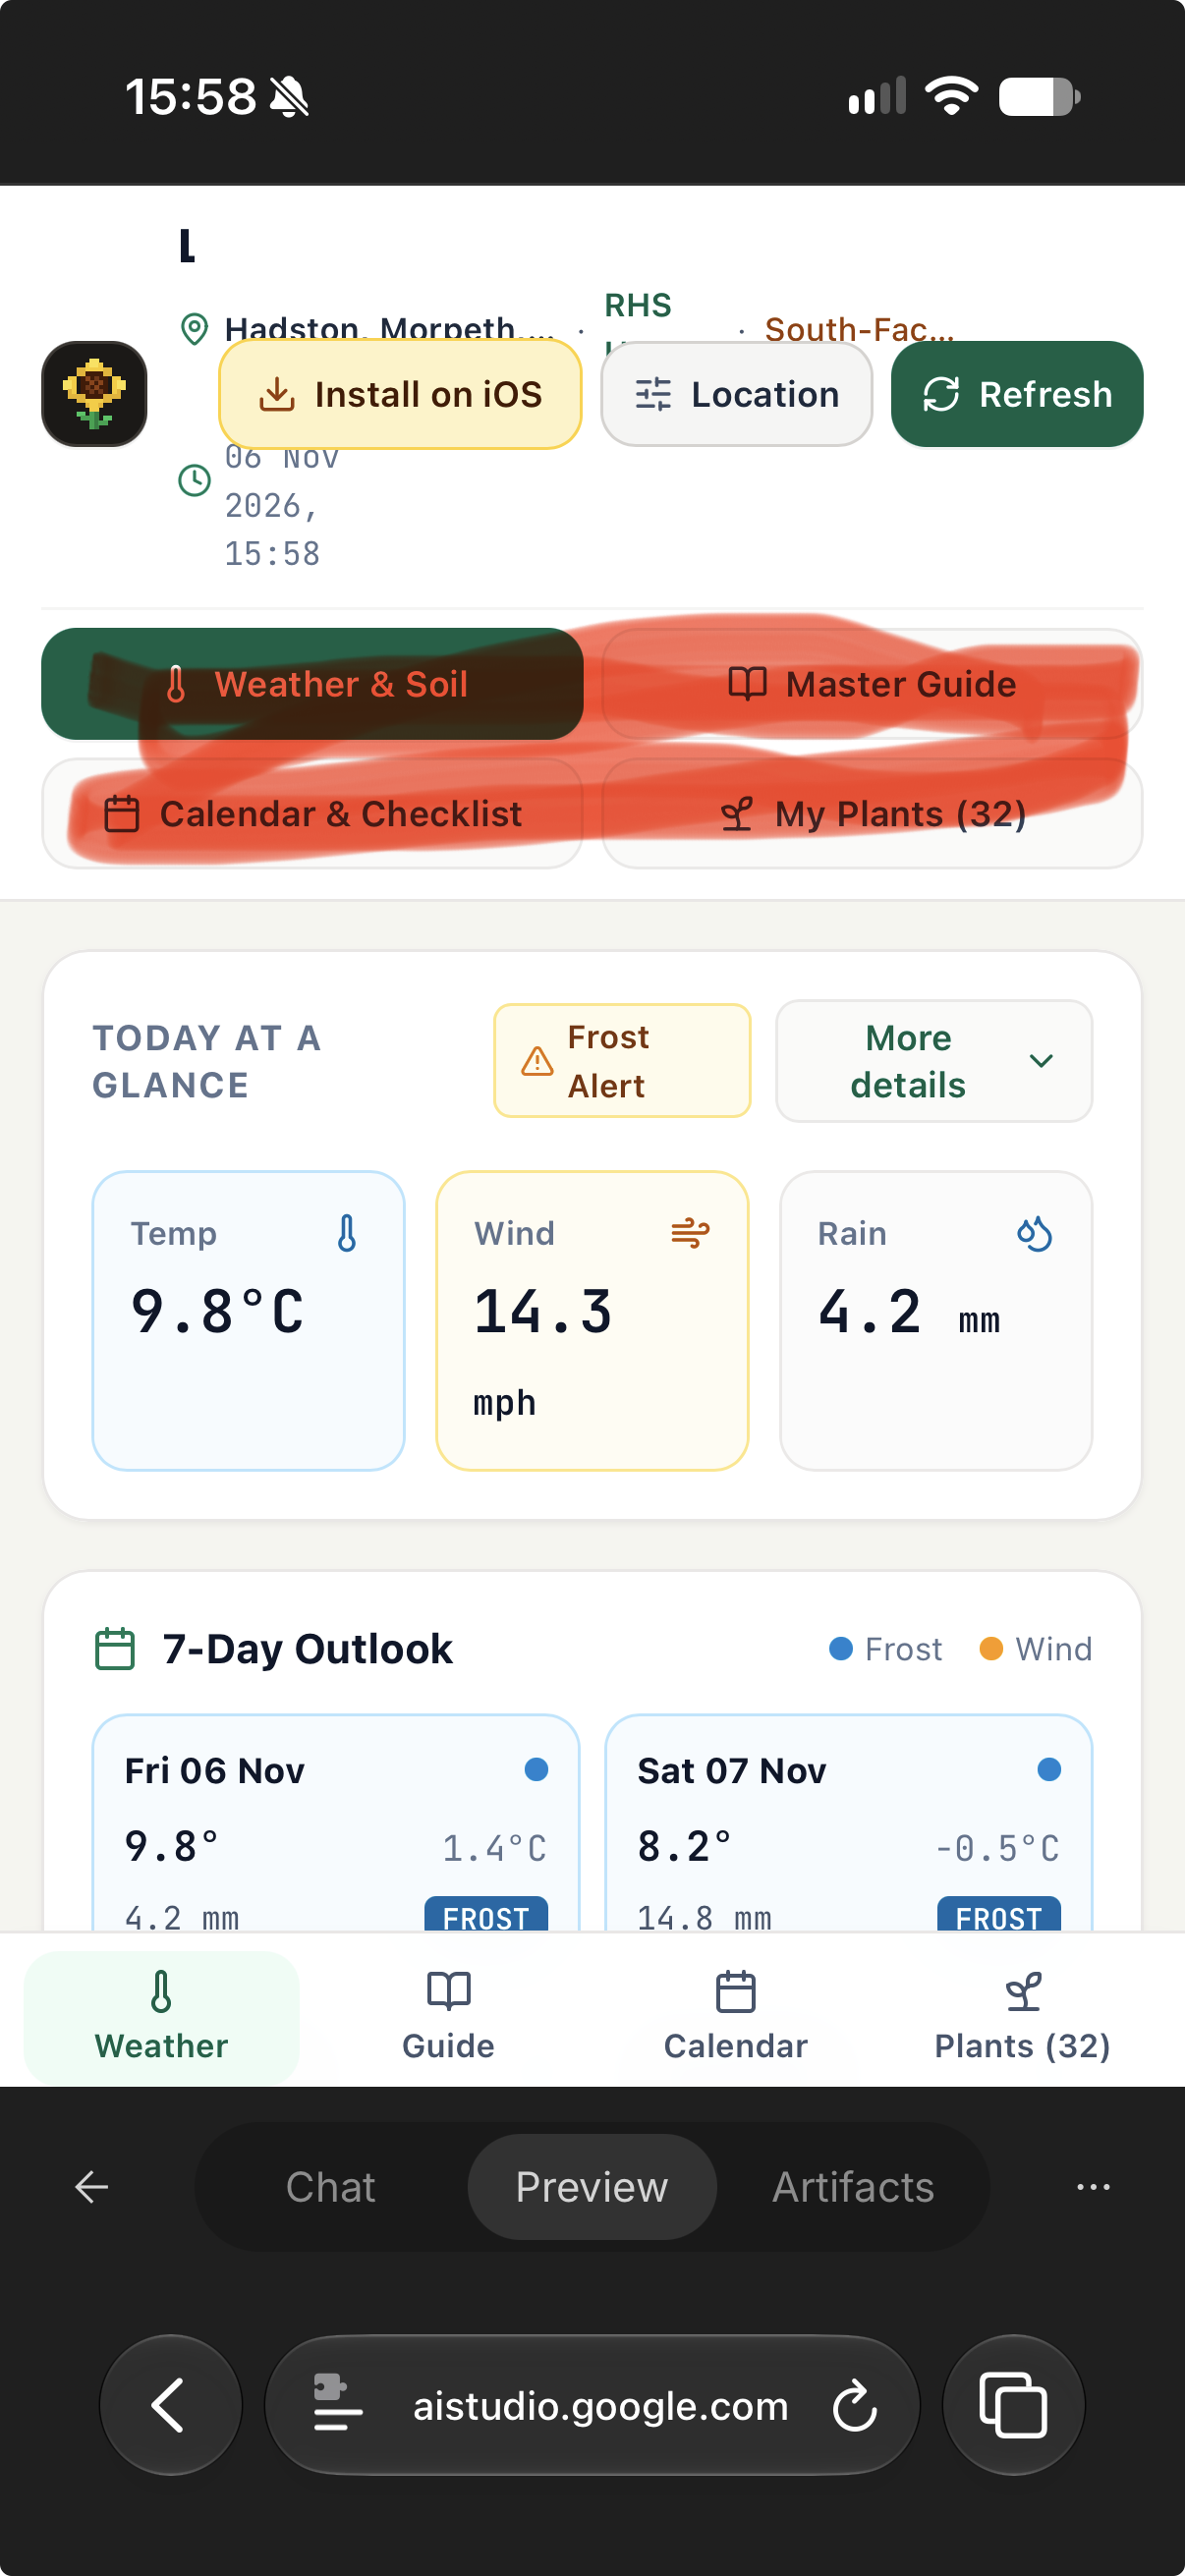 15:58
Hadston, Morpeth,... · RHS · South-Fac...
Install on iOS
Location
Refresh
06 Nov
2026,
15:58
Weather & Soil
Master Guide
Calendar & Checklist
My Plants (32)
TODAY AT A
GLANCE
Frost
Alert
More
details
Temp
Wind
Rain
9.8°C
14.3
mph
4.2 mm
7-Day Outlook
Frost
Wind
Fri 06 Nov
Sat 07 Nov
9.8°
1.4°C
8.2°
-0.5°C
4.2 mm
FROST
14.8 mm
FROST
Weather
Guide
Calendar
Plants (32)
Chat
Preview
Artifacts
aistudio.google.com